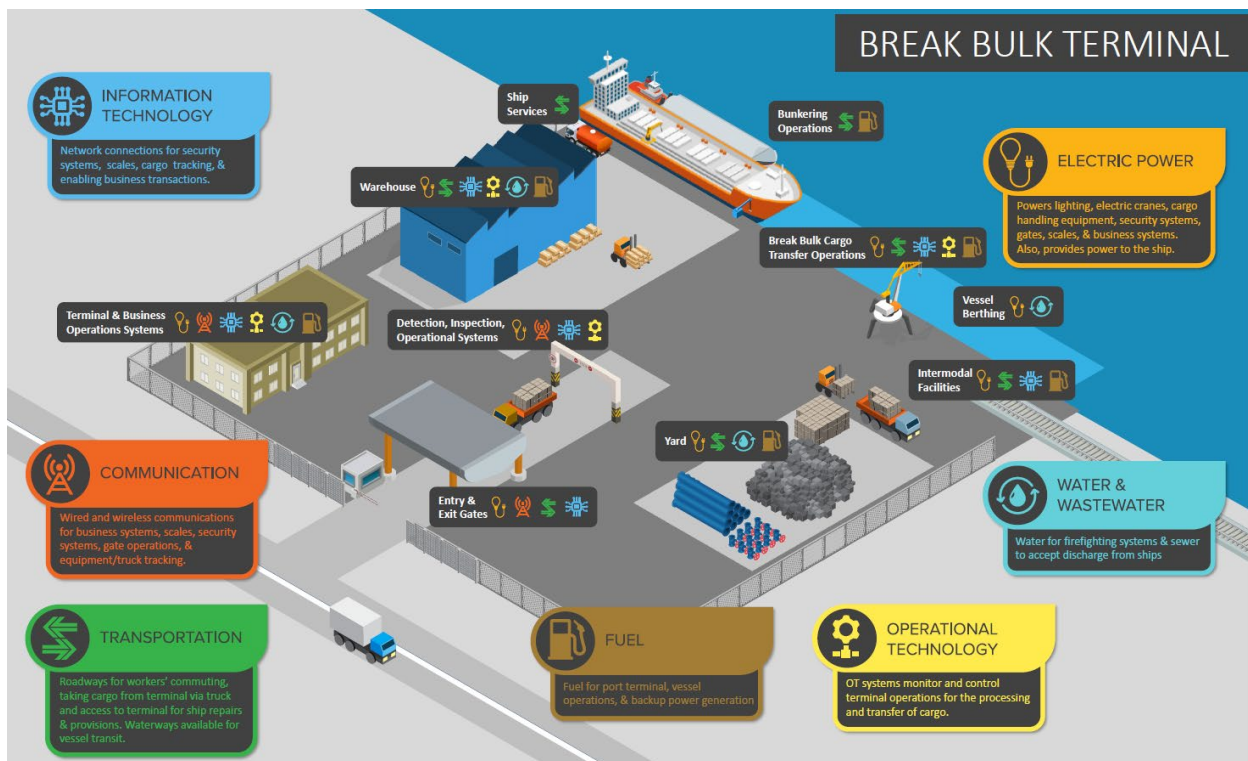 BREAK BULK TERMINAL
INFORMATION
TECHNOLOGY
Network connections for security
systems, scales, cargo tracking, &
enabling business transactions.
Ship
Services
Bunkering
Operations
ELECTRIC POWER
Powers lighting, electric cranes, cargo
handling equipment, security systems,
gates, scales, & business systems.
Also, provides power to the ship.
Warehouse
Break Bulk Cargo
Transfer Operations
Vessel
Berthing
Terminal & Business
Operations Systems
Detection, Inspection,
Operational Systems
Intermodal
Facilities
Yard
COMMUNICATION
Wired and wireless communications
for business systems, scales, security
systems, gate operations, &
equipment/truck tracking.
Entry &
Exit Gates
WATER &
WASTEWATER
Water for firefighting systems & sewer
to accept discharge from ships
TRANSPORTATION
Roadways for workers' commuting,
taking cargo from terminal via truck
and access to terminal for ship repairs
& provisions. Waterways available for
vessel transit.
FUEL
Fuel for port terminal, vessel
operations, & backup power generation
OPERATIONAL
TECHNOLOGY
OT systems monitor and control
terminal operations for the processing
and transfer of cargo.